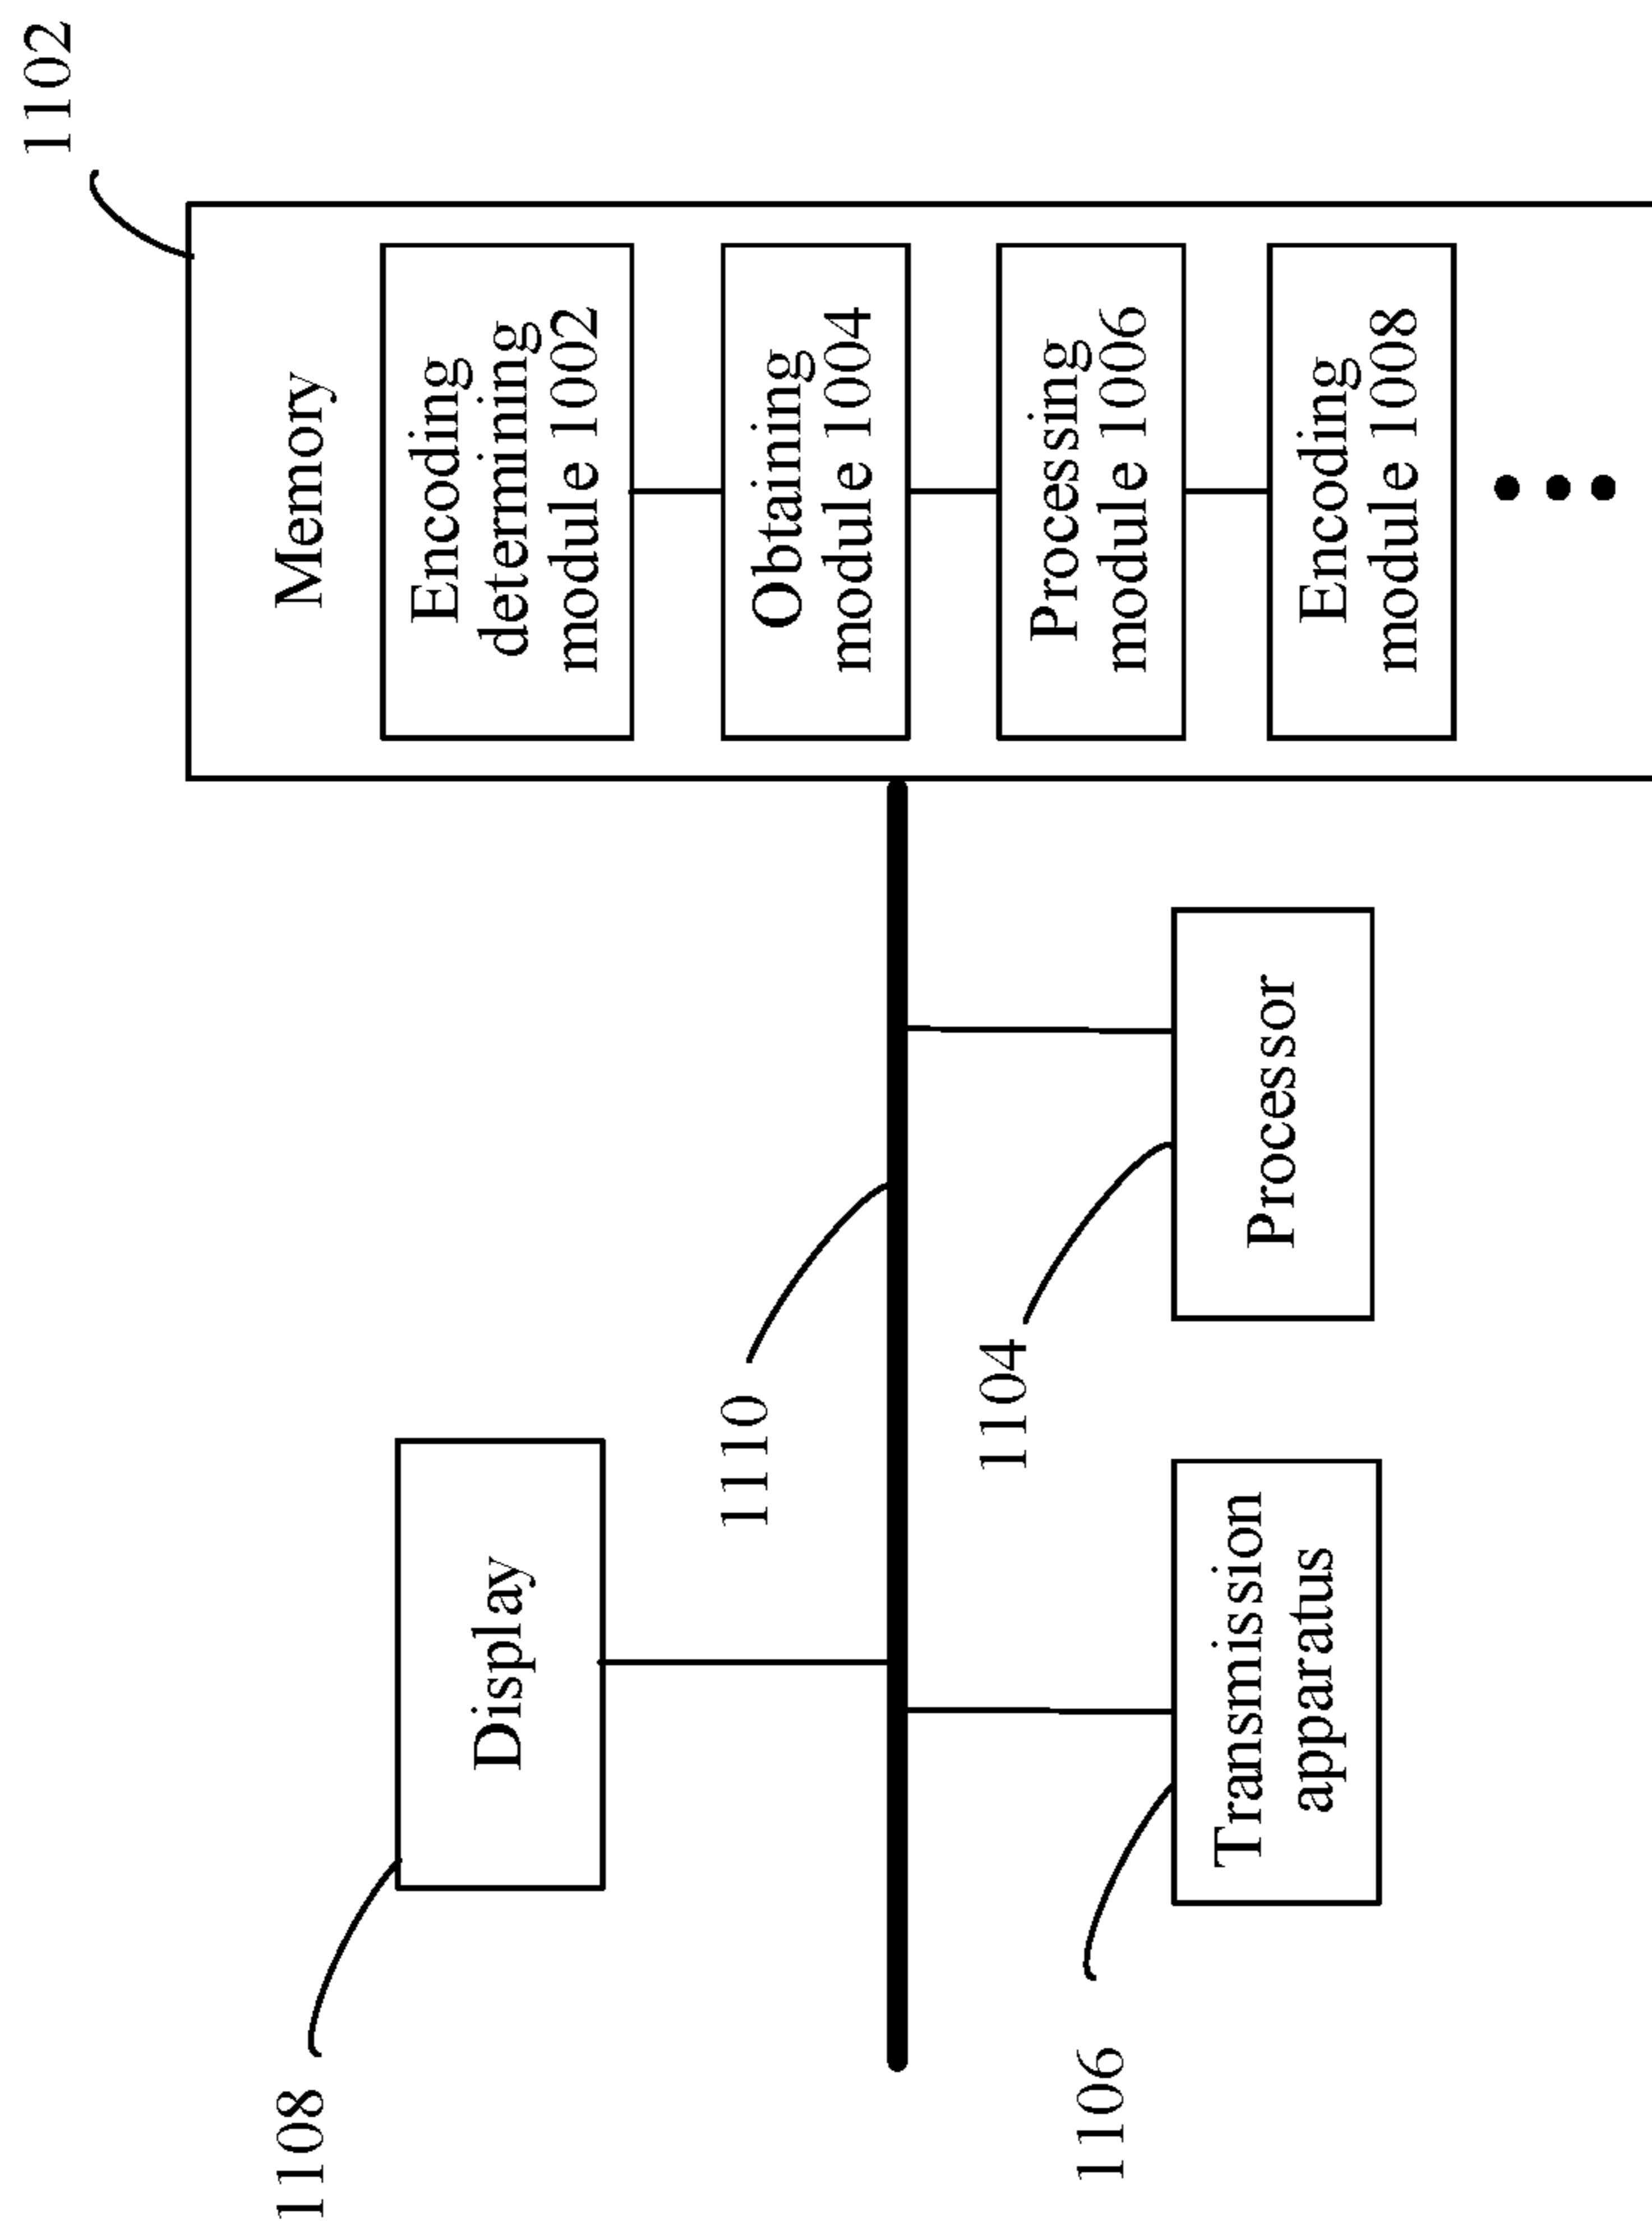 1108
Display
1110
1102
Memory
Encoding
determining
module 1002
Obtaining
module 1004
Processing
module 1006
Encoding
module 1008
1106
Transmission
apparatus
1104
Processor